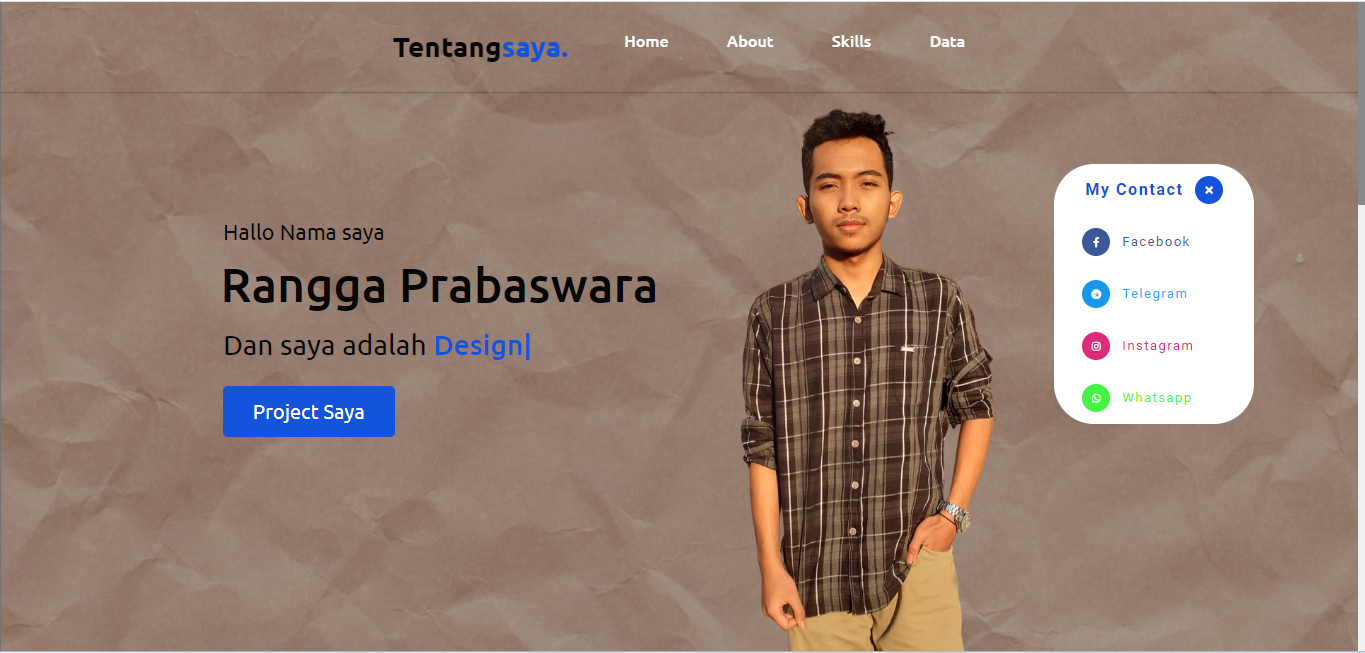 Tentangsaya. Home About Skills Data
Hallo Nama saya
Rangga Prabaswara
Dan saya adalah Design|
Project Saya
My Contact
Facebook
Telegram
Instagram
Whatsapp